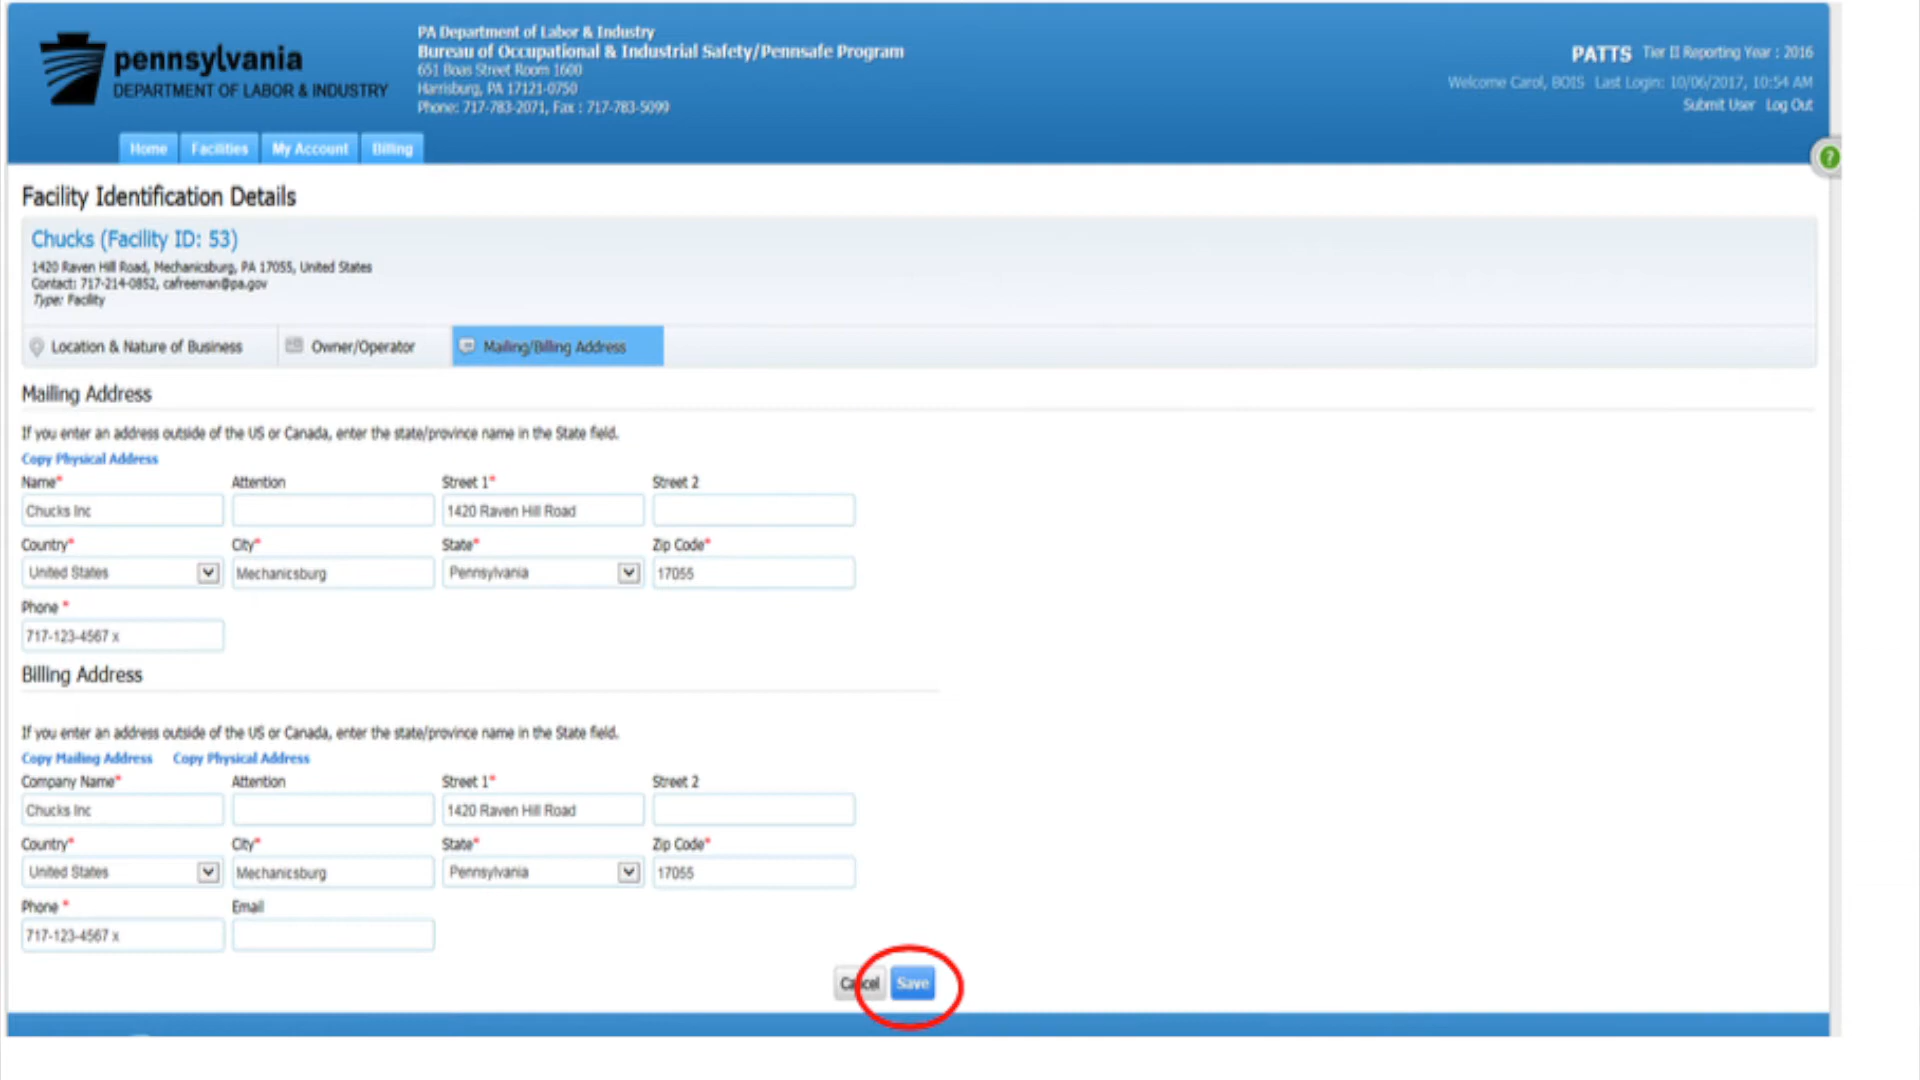 pennsylvania
DEPARTMENT OF LABOR & INDUSTRY
PA Department of Labor & Industry
Bureau of Occupational & Industrial Safety/Pennsafe Program
651 Boas Street Room 1600
Harrisburg, PA 17121-0750
Phone: 717-783-2071, Fax : 717-783-5099
PATTS Tier II Reporting Year : 2016
Welcome Carol, BOIS Last Login: 10/06/2017, 10:54 AM
Submit User Log Out
Home Facilities My Account Billing
?
Facility Identification Details
Chucks (Facility ID: 53)
1420 Raven Hill Road, Mechanicsburg, PA 17055, United States
Contact: 717-214-0852, cafreeman@pa.gov
Type: Facility
Location & Nature of Business Owner/Operator Mailing/Billing Address
Mailing Address
If you enter an address outside of the US or Canada, enter the state/province name in the State field.
Copy Physical Address
Name* Attention Street 1* Street 2
Chucks Inc 1420 Raven Hill Road
Country* City* State* Zip Code*
United States Mechanicsburg Pennsylvania 17055
Phone *
717-123-4567 x
Billing Address
If you enter an address outside of the US or Canada, enter the state/province name in the State field.
Copy Mailing Address Copy Physical Address
Company Name* Attention Street 1* Street 2
Chucks Inc 1420 Raven Hill Road
Country* City* State* Zip Code*
United States Mechanicsburg Pennsylvania 17055
Phone * Email
717-123-4567 x
Cancel Save